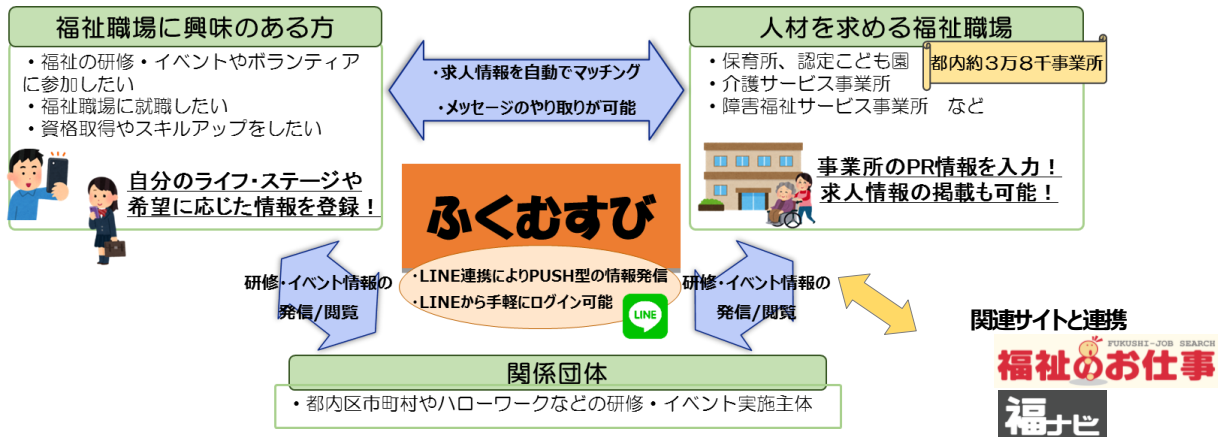 福祉職場に興味のある方
・福祉の研修・イベントやボランティア
に参加したい
・福祉職場に就職したい
・資格取得やスキルアップをしたい
自分のライフ・ステージや
希望に応じた情報を登録！
・求人情報を自動でマッチング
・メッセージのやり取りが可能
人材を求める福祉職場
・保育所、認定こども園
・介護サービス事業所
・障害福祉サービス事業所　など
都内約３万８千事業所
事業所のPR情報を入力！
求人情報の掲載も可能！
ふくむすび
・LINE連携によりPUSH型の情報発信
・LINEから手軽にログイン可能
LINE
研修・イベント情報の
発信/閲覧
研修・イベント情報の
発信/閲覧
関係団体
・都内区市町村やハローワークなどの研修・イベント実施主体
関連サイトと連携
FUKUSHI-JOB SEARCH
福祉のお仕事
福ナビ